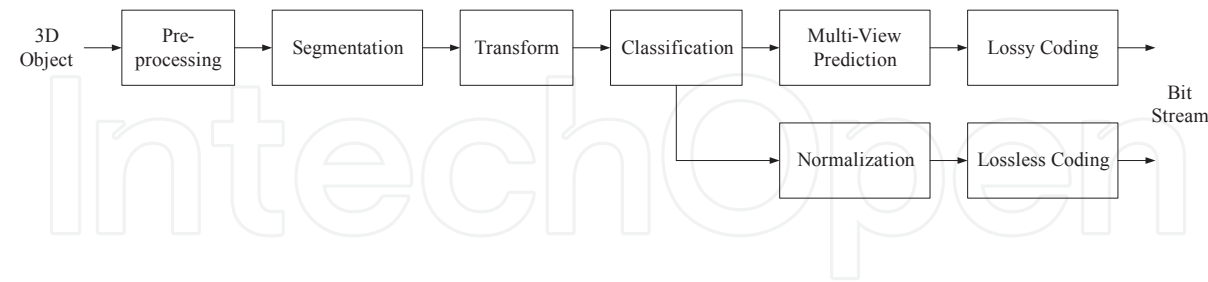 3D
Object
Pre-
processing
Segmentation
Transform
Classification
Multi-View
Prediction
Lossy Coding
Bit
Stream
Normalization
Lossless Coding
IntechOpen